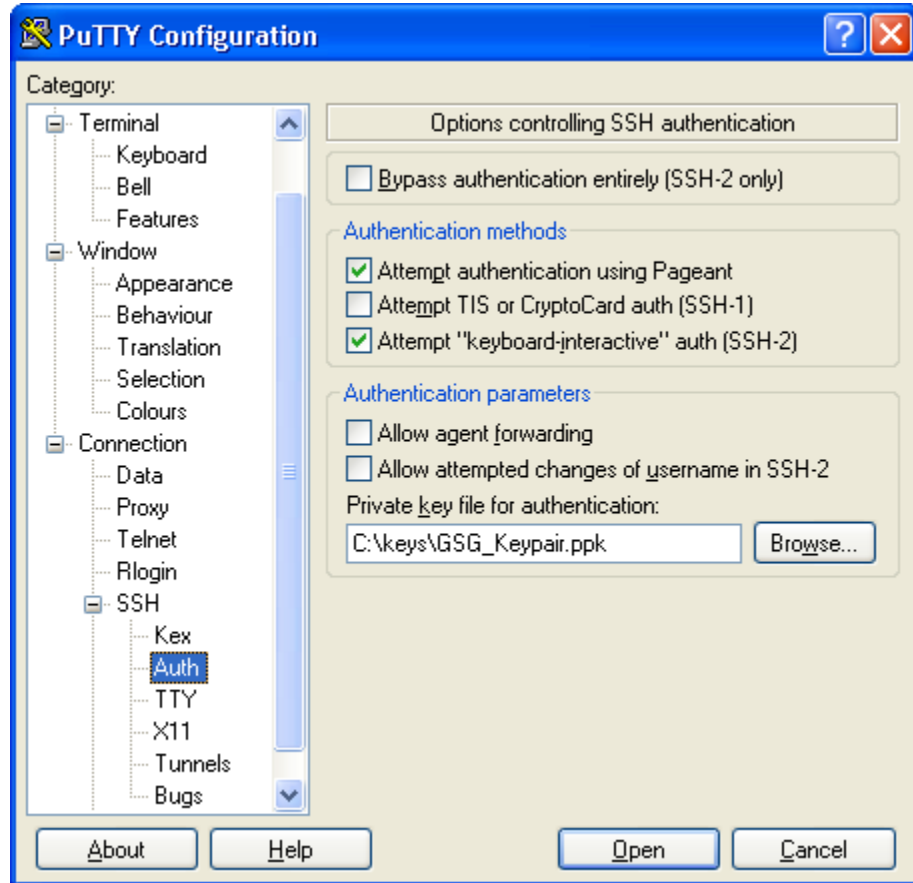 PuTTY Configuration
Category:
Terminal
Keyboard
Bell
Features
Window
Appearance
Behaviour
Translation
Selection
Colours
Connection
Data
Proxy
Telnet
Rlogin
SSH
Kex
Auth
TTY
X11
Tunnels
Bugs
Options controlling SSH authentication
Bypass authentication entirely (SSH-2 only)
Authentication methods
Attempt authentication using Pageant
Attempt TIS or CryptoCard auth (SSH-1)
Attempt "keyboard-interactive" auth (SSH-2)
Authentication parameters
Allow agent forwarding
Allow attempted changes of username in SSH-2
Private key file for authentication:
C:\keys\GSG_Keypair.ppk
Browse...
About
Help
Open
Cancel